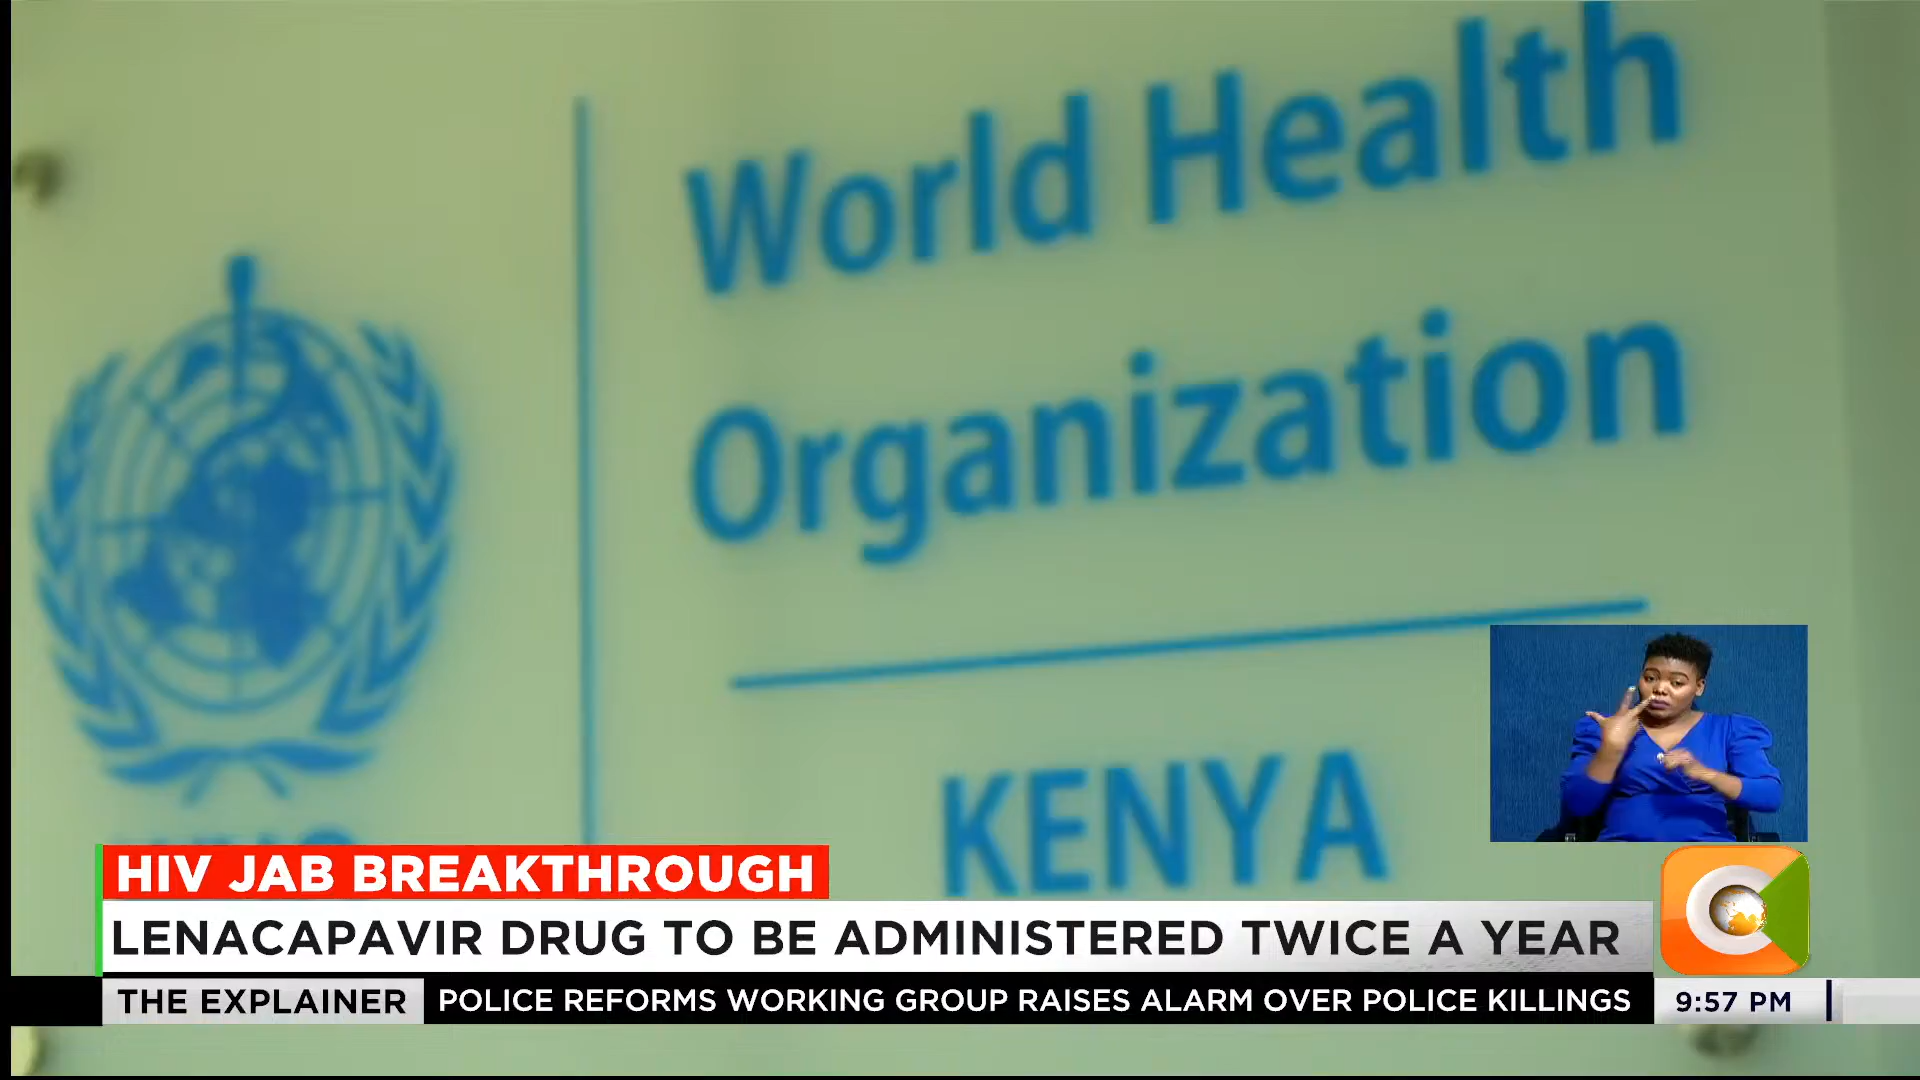 World Health
Organization
KENYA
HIV JAB BREAKTHROUGH
LENACAPAVIR DRUG TO BE ADMINISTERED TWICE A YEAR
THE EXPLAINER
POLICE REFORMS WORKING GROUP RAISES ALARM OVER POLICE KILLINGS
9:57 PM